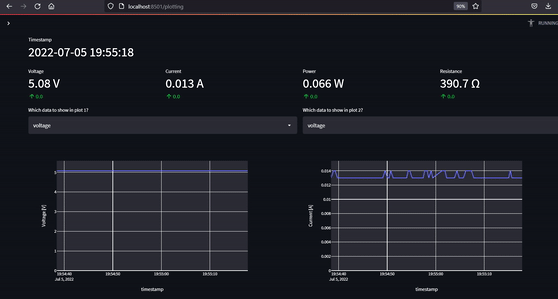 localhost:8501/plotting
90%
RUNNING
Timestamp
2022-07-05 19:55:18
Voltage
Current
Power
Resistance
5.08 V
0.013 A
0.066 W
390.7 Ω
↑ 0.0
↑ 0.0
↑ 0.0
↑ 0.0
Which data to show in plot 1?
Which data to show in plot 2?
voltage
voltage
5
4
3
2
1
0
Voltage [V]
19:54:40
19:54:50
19:55:00
19:55:10
Jul 5, 2022
timestamp
0.014
0.012
0.01
0.008
0.006
0.004
0.002
0
Current [A]
19:54:40
19:54:50
19:55:00
19:55:10
Jul 5, 2022
timestamp